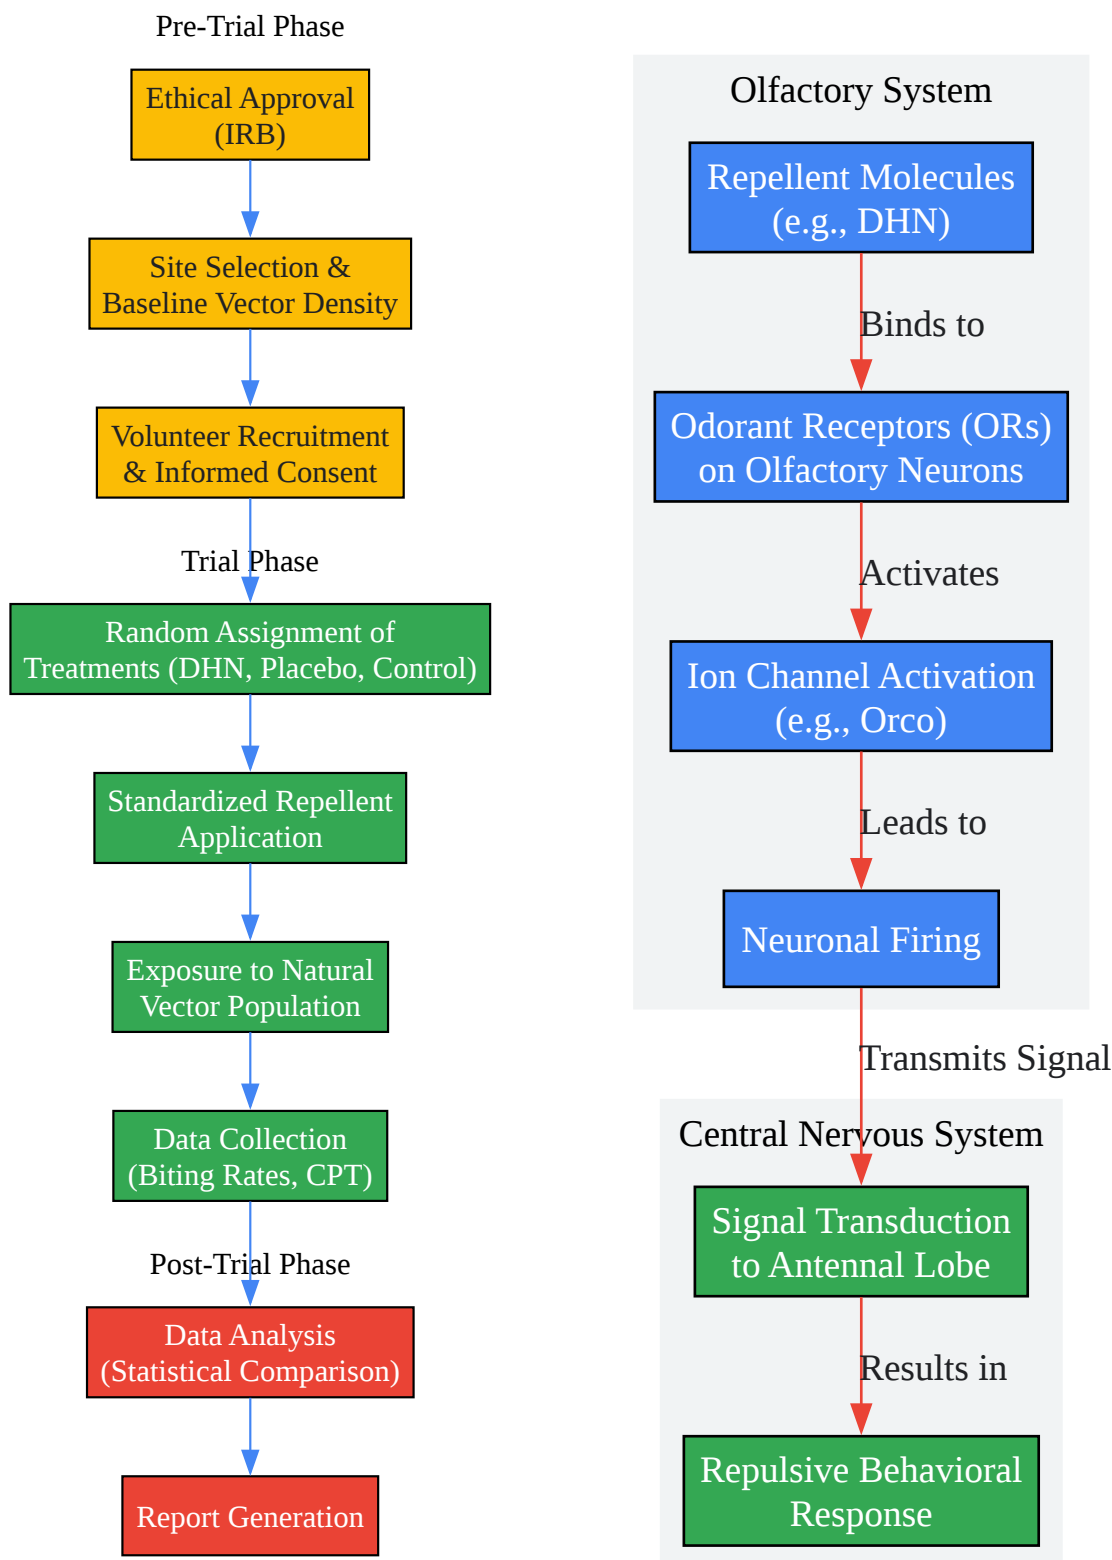 Pre-Trial Phase
Ethical Approval
(IRB)
Site Selection &
Baseline Vector Density
Volunteer Recruitment
& Informed Consent
Trial Phase
Random Assignment of
Treatments (DHN, Placebo, Control)
Standardized Repellent
Application
Exposure to Natural
Vector Population
Data Collection
(Biting Rates, CPT)
Post-Trial Phase
Data Analysis
(Statistical Comparison)
Report Generation
Olfactory System
Repellent Molecules
(e.g., DHN)
Binds to
Odorant Receptors (ORs)
on Olfactory Neurons
Activates
Ion Channel Activation
(e.g., Orco)
Leads to
Neuronal Firing
Transmits Signal
Central Nervous System
Signal Transduction
to Antennal Lobe
Results in
Repulsive Behavioral
Response